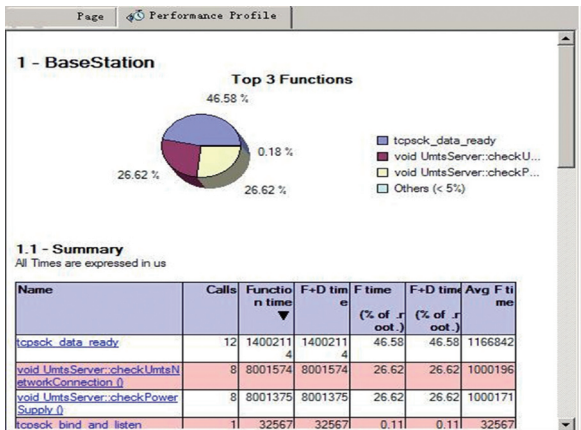 Page
Performance Profile
1 - BaseStation
Top 3 Functions
46.58 %
0.18 %
26.62 %
26.62 %
tcpsck_data_ready
void UmtsServer::checkU...
void UmtsServer::checkP...
Others (< 5%)
1.1 - Summary
All Times are expressed in us
Name Calls Functio F+D tim F time F+D time Avg F ti
n time e me
(% of .r (% of .r
oot.) oot.)
tcpsck_data_ready 12 1400211 1400211 46.58 46.58 1166842
4 4
void UmtsServer::checkUmtsN 8 8001574 8001574 26.62 26.62 1000196
etworkConnection ()
void UmtsServer::checkPower 8 8001375 8001375 26.62 26.62 1000171
Supply ()
tcpsck_bind_and_listen 1 32567 32567 0.11 0.11 32567